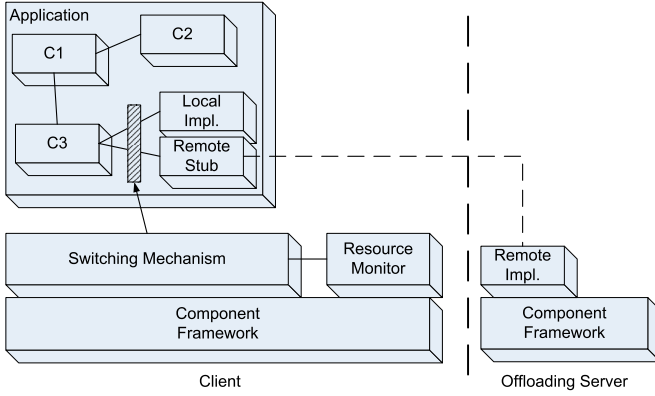 Application
C1
C2
C3
Local
Impl.
Remote
Stub
Switching Mechanism
Resource
Monitor
Remote
Impl.
Component
Framework
Component
Framework
Client
Offloading Server